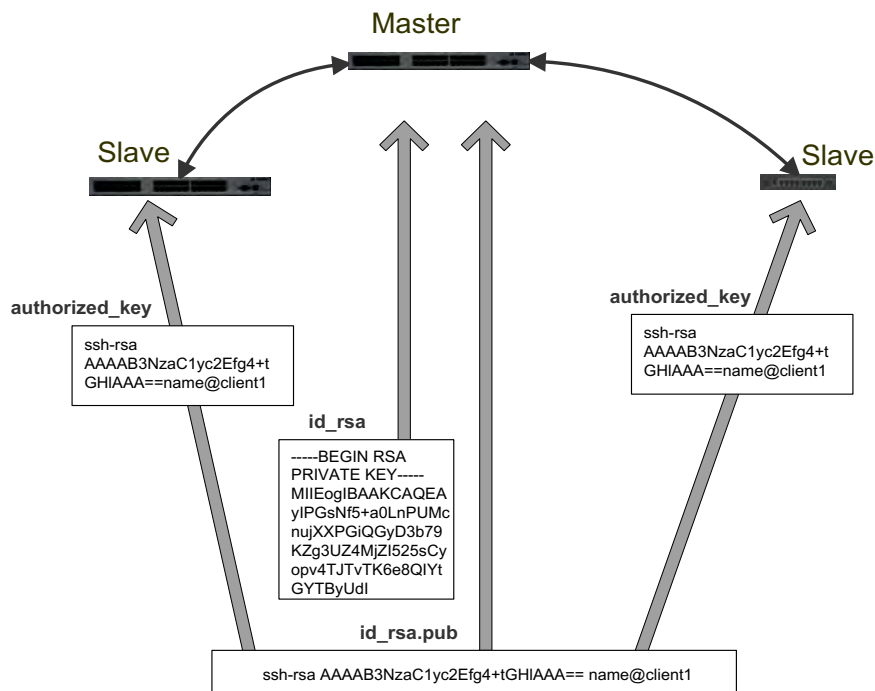 Master
Slave
Slave
authorized_key
ssh-rsa
AAAAB3NzaC1yc2Efg4+t
GHIAAA==name@client1
authorized_key
ssh-rsa
AAAAB3NzaC1yc2Efg4+t
GHIAAA==name@client1
id_rsa
-----BEGIN RSA
PRIVATE KEY-----
MIIEogIBAAKCAQEA
yIPGsNf5+a0LnPUMc
nujXXPGiQGyD3b79
KZg3UZ4MjZI525sCy
opv4TJTvTK6e8QIYt
GYTByUdI
id_rsa.pub
ssh-rsa AAAAB3NzaC1yc2Efg4+tGHIAAA== name@client1